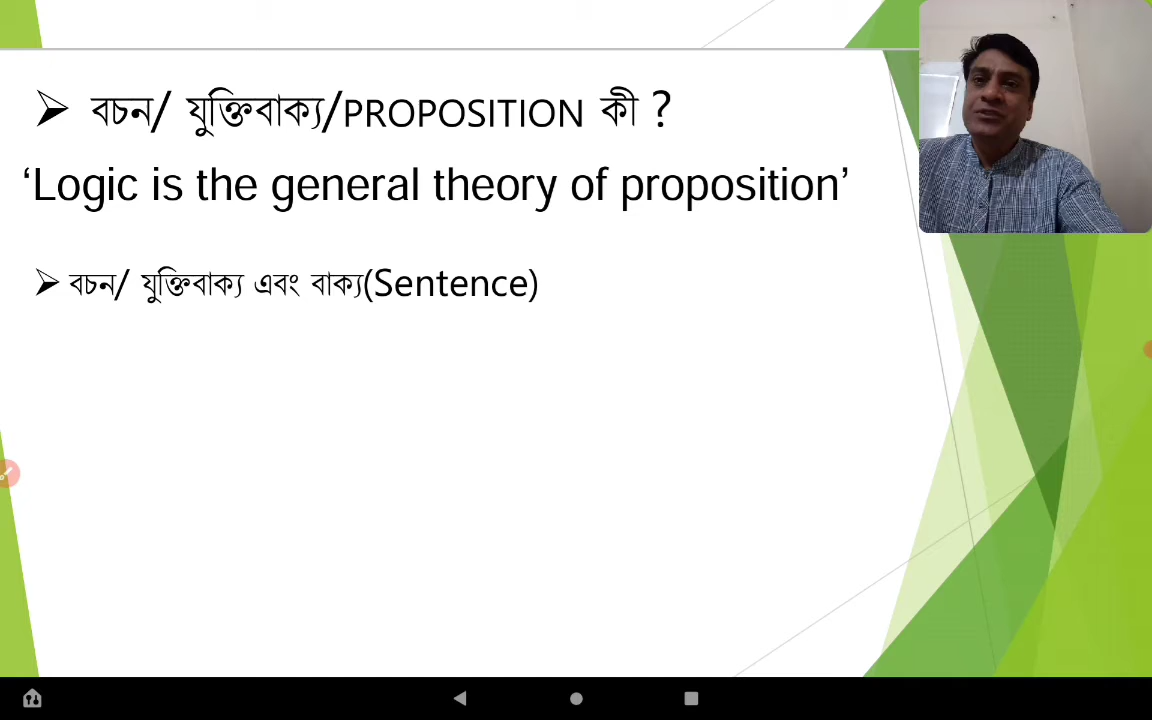 ➢ বচন/ যুক্তিবাক্য/PROPOSITION কী ?
‘Logic is the general theory of proposition’
➢ বচন/ যুক্তিবাক্য এবং বাক্য(Sentence)